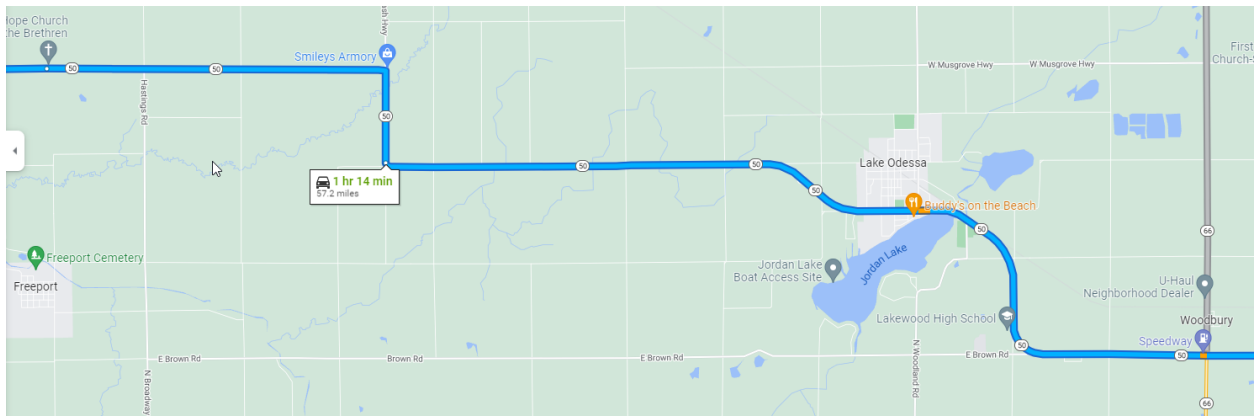 Hope Church
the Brethren
50
50
Hastings Rd
Smileys Armory
ash Hwy
50
1 hr 14 min
57.2 miles
50
50
50
W Musgrove Hwy
W Musgrove Hwy
First
Church-S
Lake Odessa
Buddy's on the Beach
50
66
Freeport Cemetery
Freeport
Jordan Lake
Boat Access Site
Jordan Lake
U-Haul
Neighborhood Dealer
Woodbury
Lakewood High School
Speedway
E Brown Rd
Brown Rd
E Brown Rd
E Brown Rd
50
50
N Broadway
N Woodland Rd
66